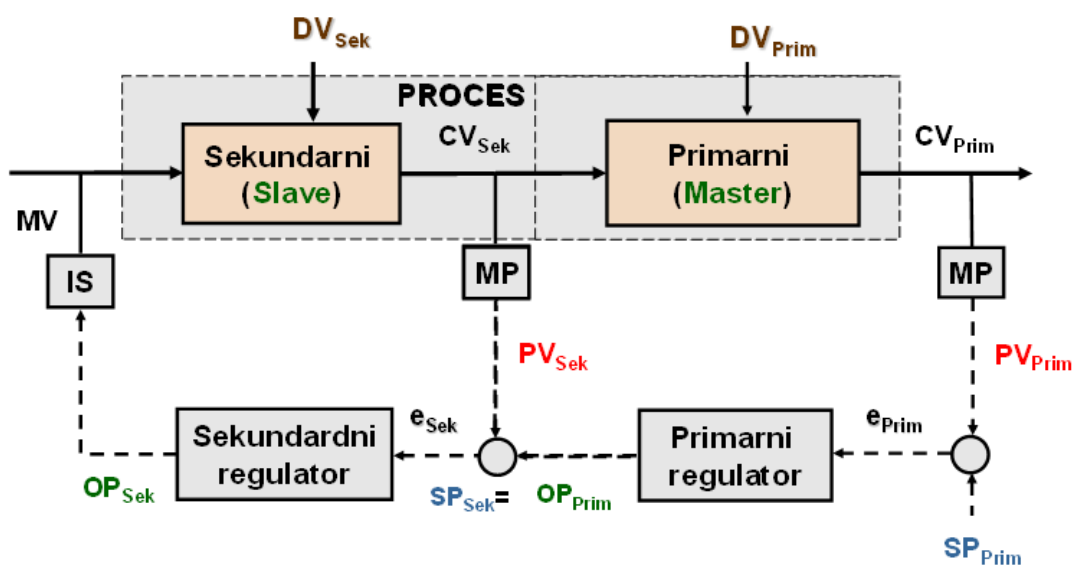 DV_Sek
DV_Prim
PROCES
Sekundarni
(Slave)
CV_Sek
Primarni
(Master)
CV_Prim
MV
IS
MP
MP
PV_Sek
PV_Prim
Sekundardni
regulator
e_Sek
Primarni
regulator
e_Prim
OP_Sek
SP_Sek= OP_Prim
SP_Prim